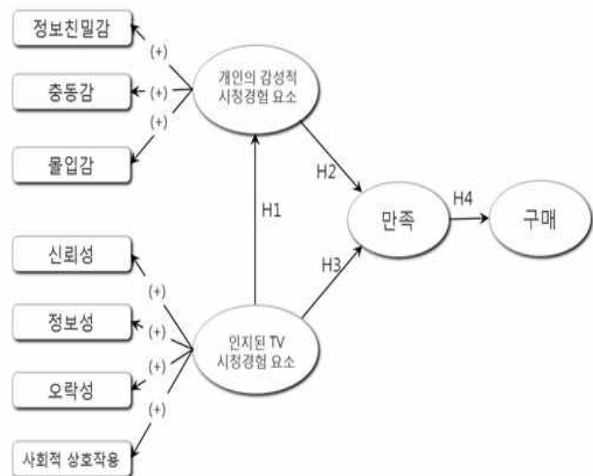 정보친밀감
(+)
충동감
(+)
(+)
몰입감
개인의 감성적
시청경험 요소
H2
H1
만족
H4
구매
H3
신뢰성
(+)
정보성
(+)
오락성
(+)
(+)
사회적 상호작용
인지된 TV
시청경험 요소